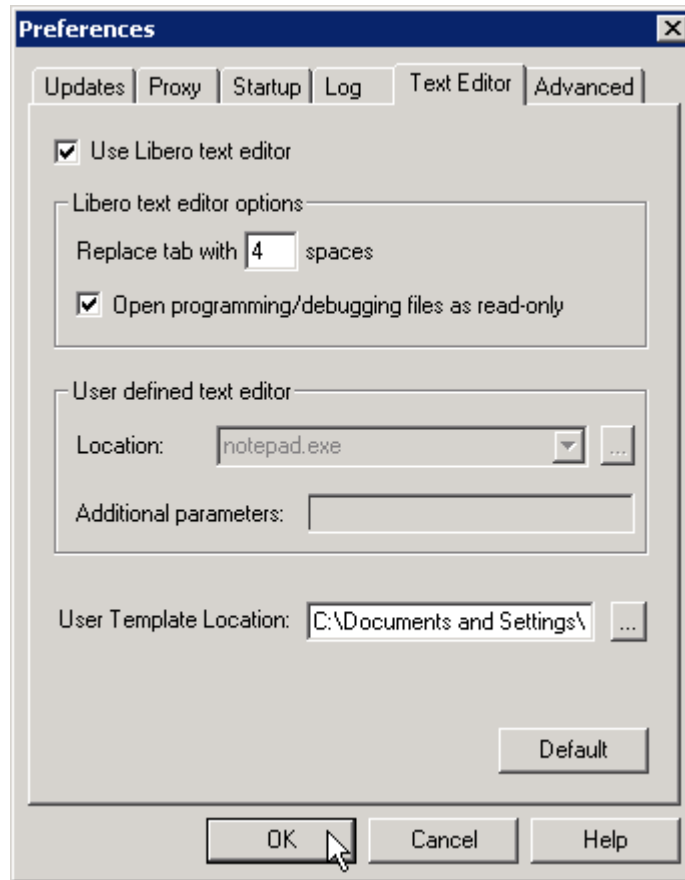 Preferences
Updates Proxy Startup Log Text Editor Advanced
Use Libero text editor
Libero text editor options
Replace tab with 4 spaces
Open programming/debugging files as read-only
User defined text editor
Location: notepad.exe ...
Additional parameters:
User Template Location: C:\Documents and Settings\ ...
Default
OK Cancel Help